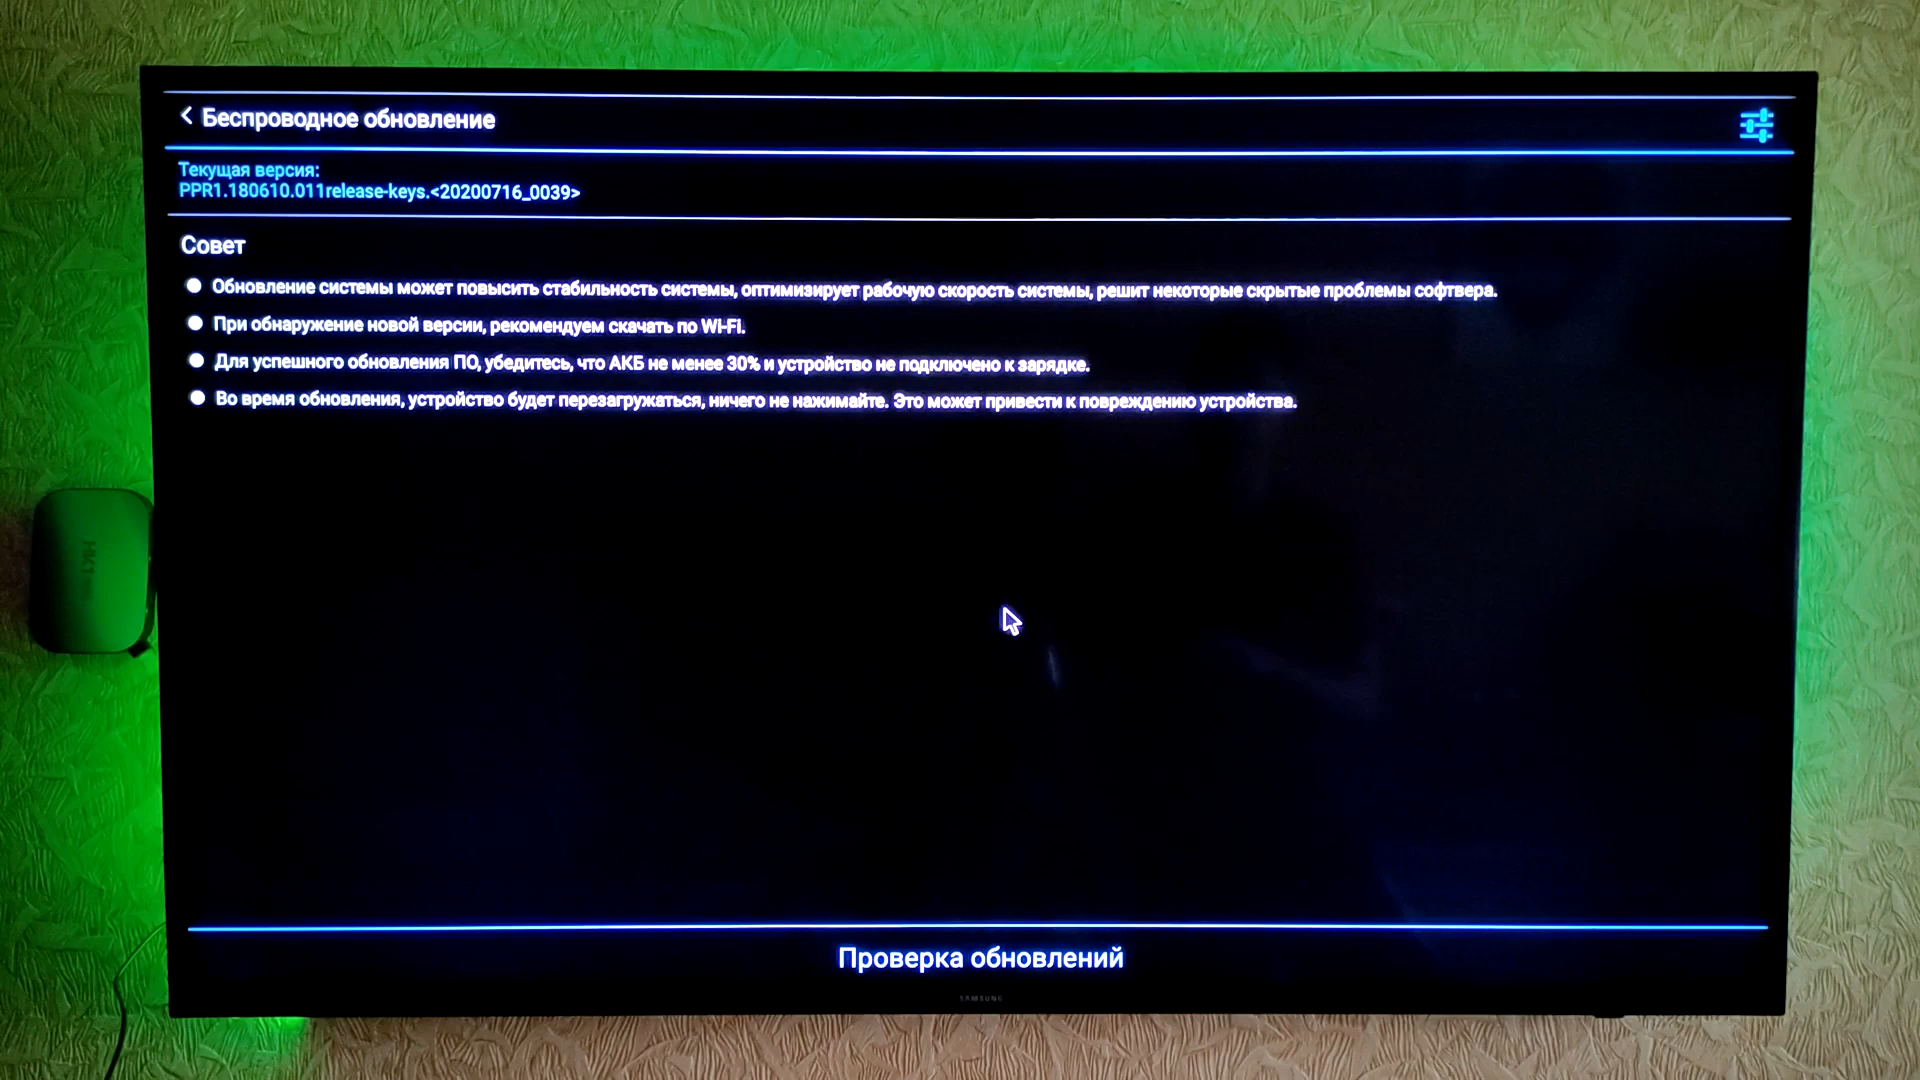 Беспроводное обновление
Текущая версия:
PPR1.180610.011release-keys.<20200716_0039>
Совет
Обновление системы может повысить стабильность системы, оптимизирует рабочую скорость системы, решит некоторые скрытые проблемы софтвера.
При обнаружение новой версии, рекомендуем скачать по Wi-Fi.
Для успешного обновления ПО, убедитесь, что АКБ не менее 30% и устройство не подключено к зарядке.
Во время обновления, устройство будет перезагружаться, ничего не нажимайте. Это может привести к повреждению устройства.
Проверка обновлений
SAMSUNG